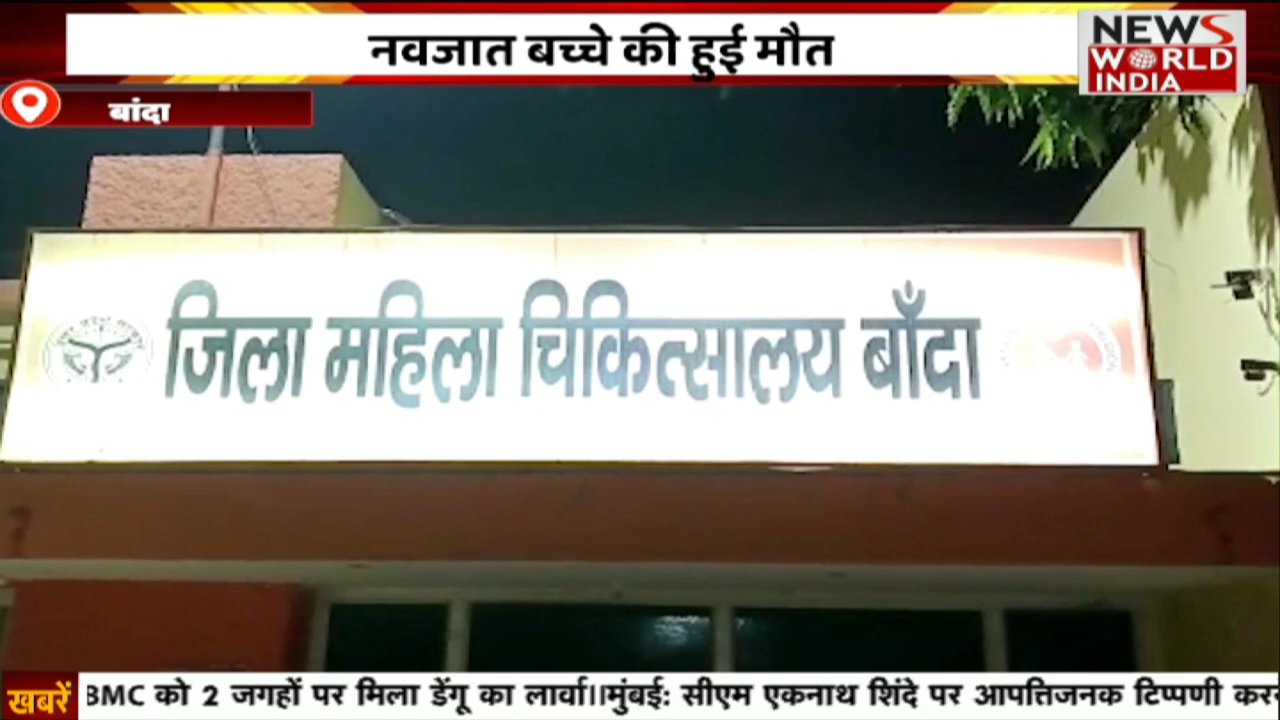 नवजात बच्चे की हुई मौत
NEWS
WORLD
INDIA
बांदा
जिला महिला चिकित्सालय बाँदा
खबरें
BMC को 2 जगहों पर मिला डेंगू का लार्वा।।मुंबई: सीएम एकनाथ शिंदे पर आपत्तिजनक टिप्पणी